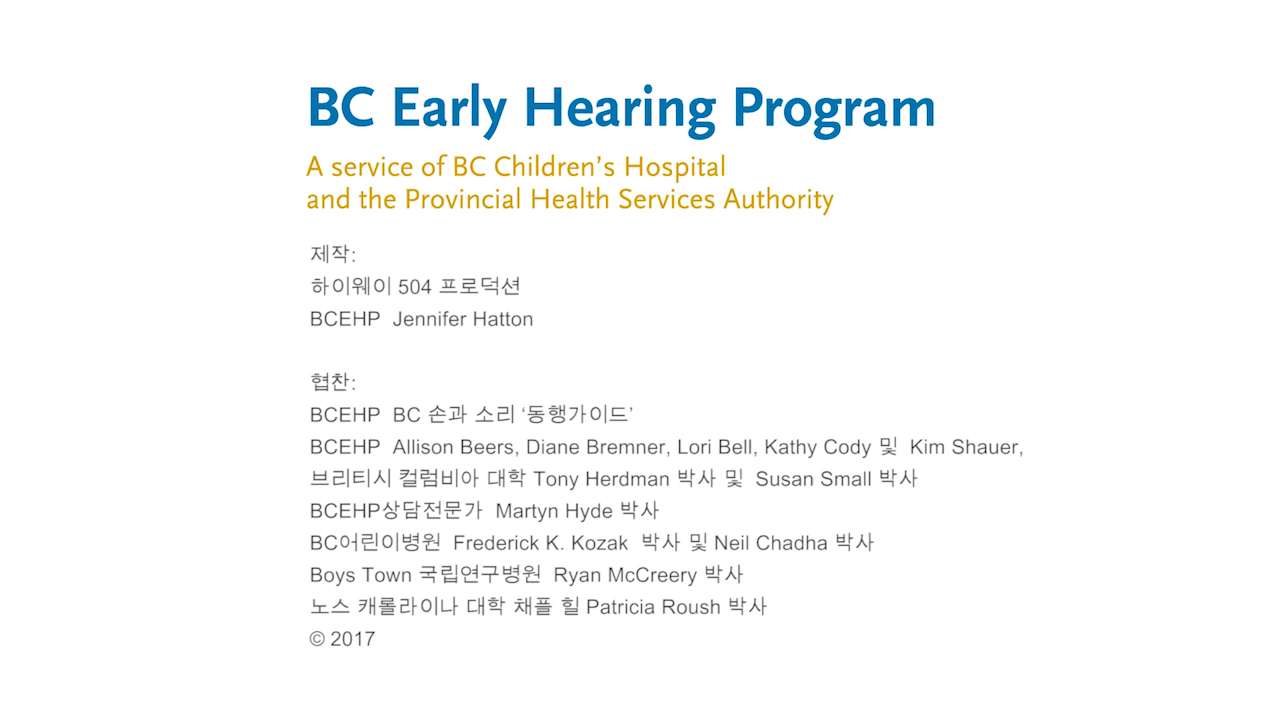 BC Early Hearing Program
A service of BC Children’s Hospital
and the Provincial Health Services Authority
제작:
하이웨이 504 프로덕션
BCEHP Jennifer Hatton
협찬:
BCEHP BC 손과 소리 ‘동행가이드’
BCEHP Allison Beers, Diane Bremner, Lori Bell, Kathy Cody 및 Kim Shauer,
브리티시 컬럼비아 대학 Tony Herdman 박사 및 Susan Small 박사
BCEHP상담전문가 Martyn Hyde 박사
BC어린이병원 Frederick K. Kozak 박사 및 Neil Chadha 박사
Boys Town 국립연구병원 Ryan McCreery 박사
노스 캐롤라이나 대학 채플 힐 Patricia Roush 박사
© 2017